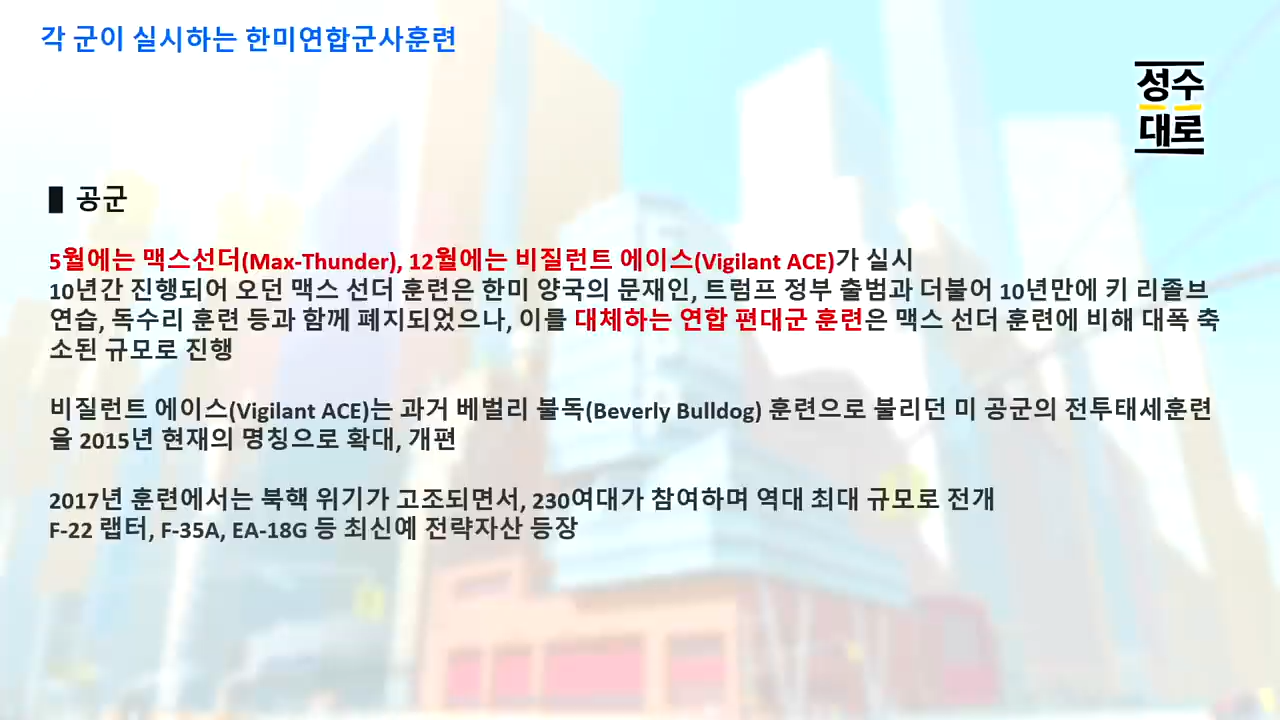 각 군이 실시하는 한미연합군사훈련
성수
대로
▮ 공군
5월에는 맥스선더(Max-Thunder), 12월에는 비질런트 에이스(Vigilant ACE)가 실시
10년간 진행되어 오던 맥스 선더 훈련은 한미 양국의 문재인, 트럼프 정부 출범과 더불어 10년만에 키 리졸브
연습, 독수리 훈련 등과 함께 폐지되었으나, 이를 대체하는 연합 편대군 훈련은 맥스 선더 훈련에 비해 대폭 축
소된 규모로 진행
비질런트 에이스(Vigilant ACE)는 과거 베벌리 불독(Beverly Bulldog) 훈련으로 불리던 미 공군의 전투태세훈련
을 2015년 현재의 명칭으로 확대, 개편
2017년 훈련에서는 북핵 위기가 고조되면서, 230여대가 참여하며 역대 최대 규모로 전개
F-22 랩터, F-35A, EA-18G 등 최신예 전략자산 등장